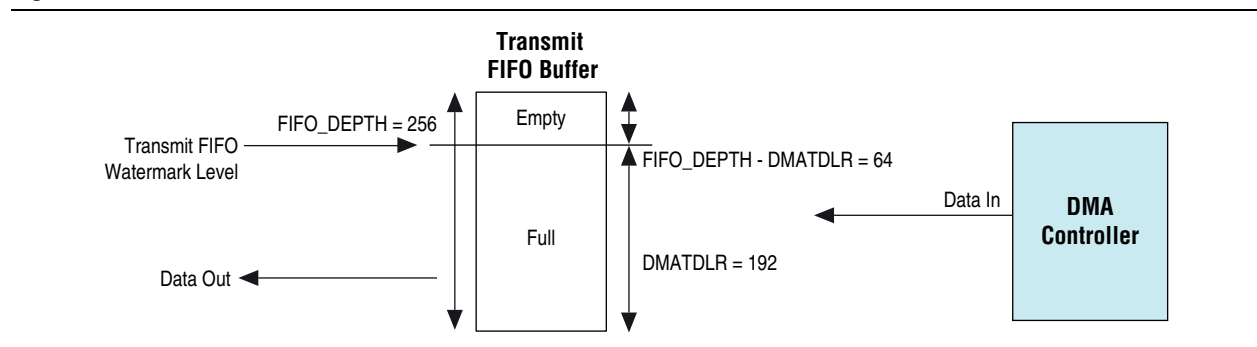 Transmit
FIFO Buffer
FIFO_DEPTH = 256
Empty
Transmit FIFO
Watermark Level
FIFO_DEPTH - DMATDLR = 64
Data In
DMA
Controller
Full
DMATDLR = 192
Data Out